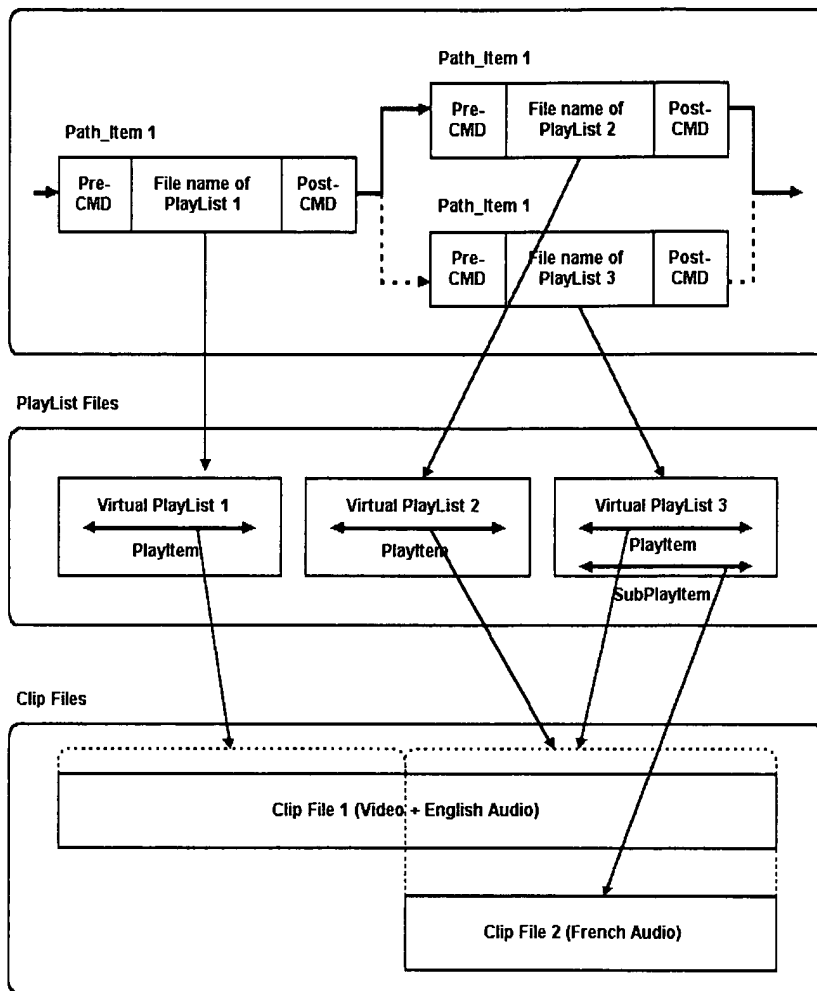 Path_Item 1
Pre-
CMD
File name of
PlayList 2
Post-
CMD
Path_Item 1
Pre-
CMD
File name of
PlayList 1
Post-
CMD
Path_Item 1
Pre-
CMD
File name of
PlayList 3
Post-
CMD
PlayList Files
Virtual PlayList 1
PlayItem
Virtual PlayList 2
PlayItem
Virtual PlayList 3
PlayItem
SubPlayItem
Clip Files
Clip File 1 (Video + English Audio)
Clip File 2 (French Audio)